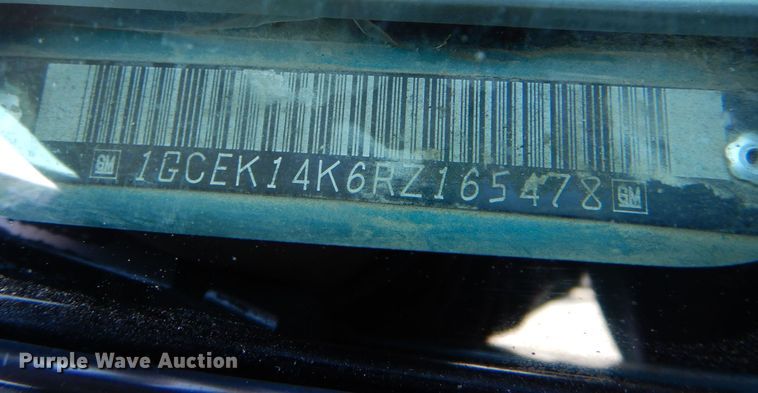 GM 1GCEK14K6RZ165478 GM
Purple Wave Auction